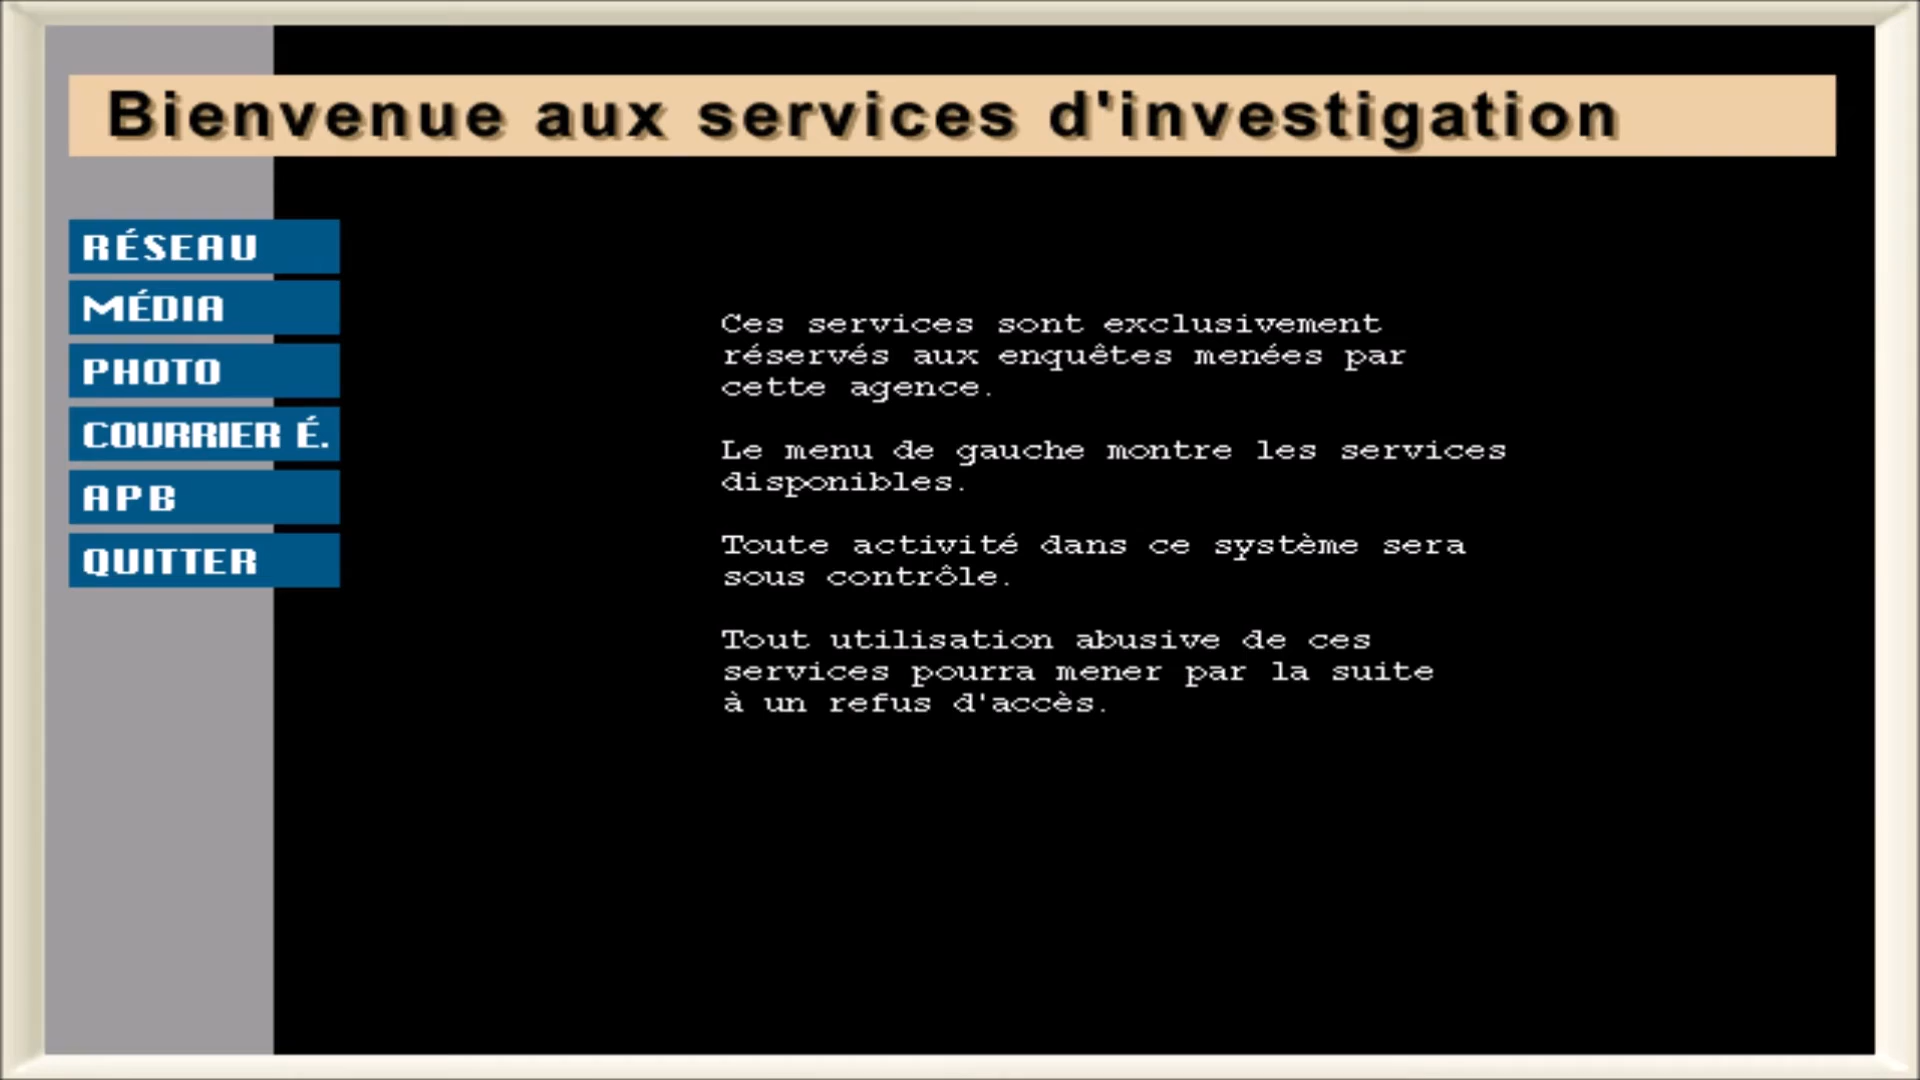 Bienvenue aux services d'investigation
RÉSEAU
MÉDIA
PHOTO
COURRIER É.
APB
QUITTER
Ces services sont exclusivement
réservés aux enquêtes menées par
cette agence.
Le menu de gauche montre les services
disponibles.
Toute activité dans ce système sera
sous contrôle.
Tout utilisation abusive de ces
services pourra mener par la suite
à un refus d'accès.